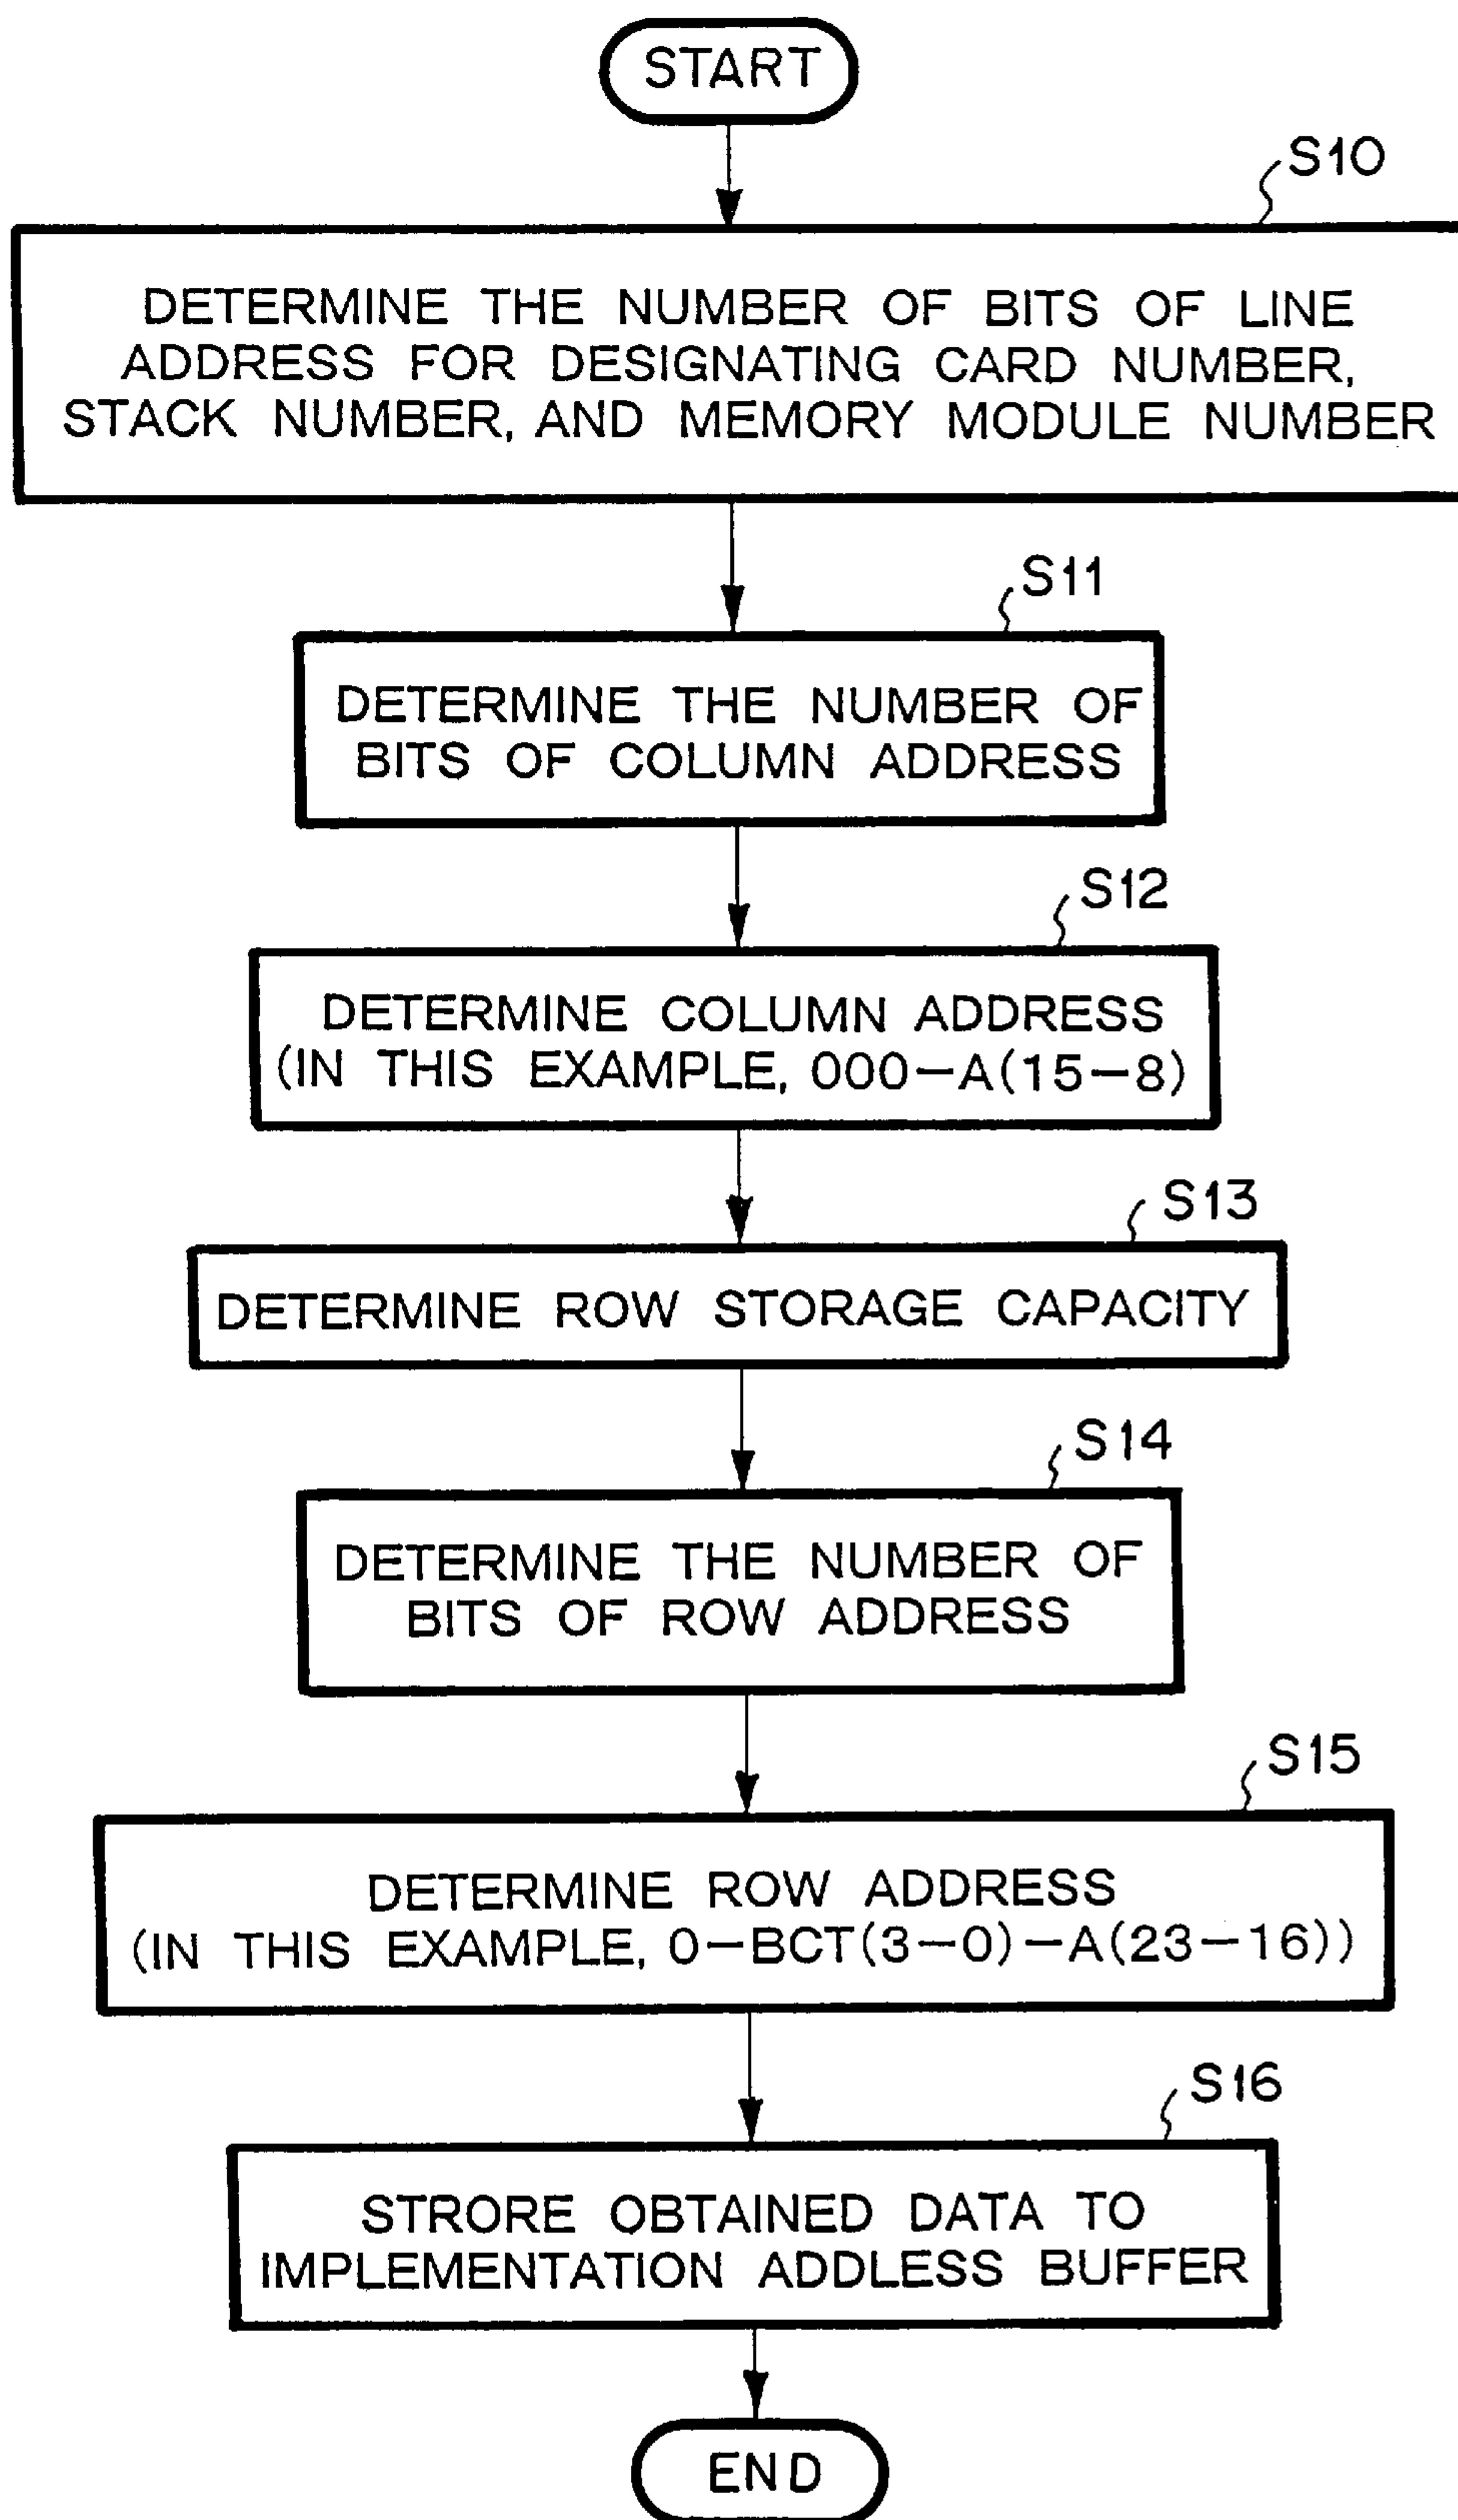 START
S10
DETERMINE THE NUMBER OF BITS OF LINE
ADDRESS FOR DESIGNATING CARD NUMBER,
STACK NUMBER, AND MEMORY MODULE NUMBER
S11
DETERMINE THE NUMBER OF
BITS OF COLUMN ADDRESS
S12
DETERMINE COLUMN ADDRESS
(IN THIS EXAMPLE, 000-A(15-8)
S13
DETERMINE ROW STORAGE CAPACITY
S14
DETERMINE THE NUMBER OF
BITS OF ROW ADDRESS
S15
DETERMINE ROW ADDRESS
(IN THIS EXAMPLE, 0-BCT(3-0)-A(23-16))
S16
STRORE OBTAINED DATA TO
IMPLEMENTATION ADDLESS BUFFER
END